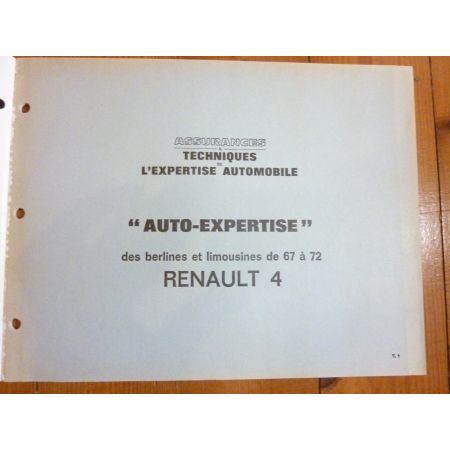 ASSURANCES
&
TECHNIQUES
DE
L'EXPERTISE AUTOMOBILE
"AUTO-EXPERTISE"
des berlines et limousines de 67 à 72
RENAULT 4
T. 1